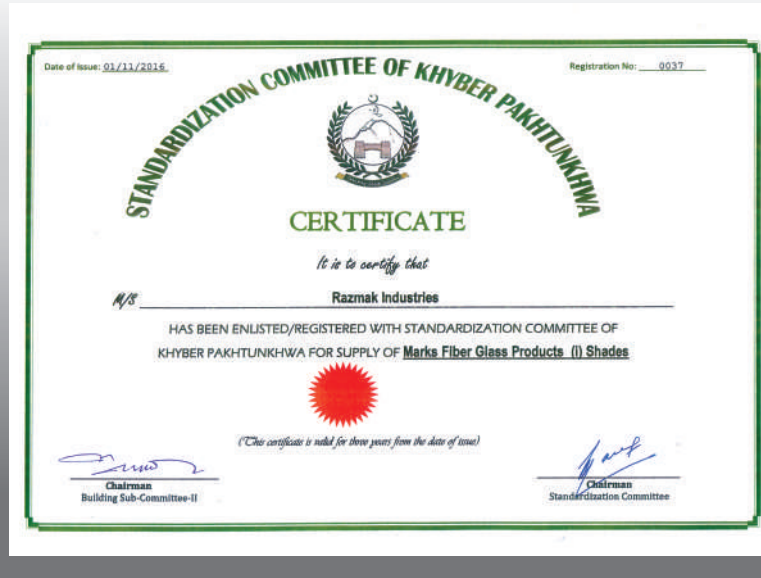 Date of Issue: 01/11/2016
Registration No: 0037
STANDARDIZATION COMMITTEE OF KHYBER PAKHTUNKHWA
CERTIFICATE
It is to certify that
M/S Razmak Industries
HAS BEEN ENLISTED/REGISTERED WITH STANDARDIZATION COMMITTEE OF
KHYBER PAKHTUNKHWA FOR SUPPLY OF Marks Fiber Glass Products (i) Shades
(This certificate is valid for three years from the date of issue)
Chairman
Building Sub-Committee-II
Chairman
Standardization Committee